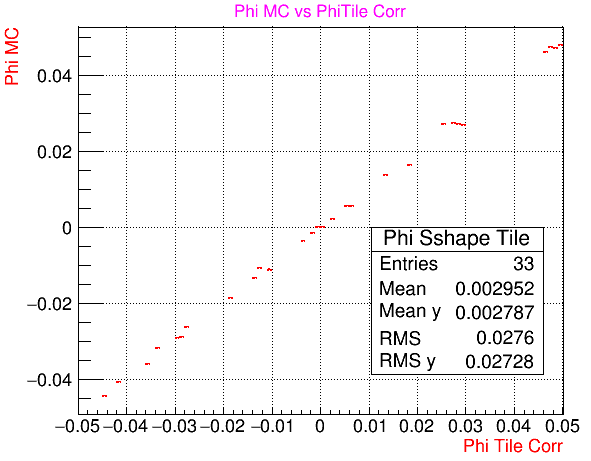 Phi MC vs PhiTile Corr
Phi MC
0.04
0.02
0
−0.02
−0.04
−0.05 −0.04 −0.03 −0.02 −0.01 0 0.01 0.02 0.03 0.04 0.05
Phi Tile Corr
Phi Sshape Tile
Entries 33
Mean 0.002952
Mean y 0.002787
RMS 0.0276
RMS y 0.02728